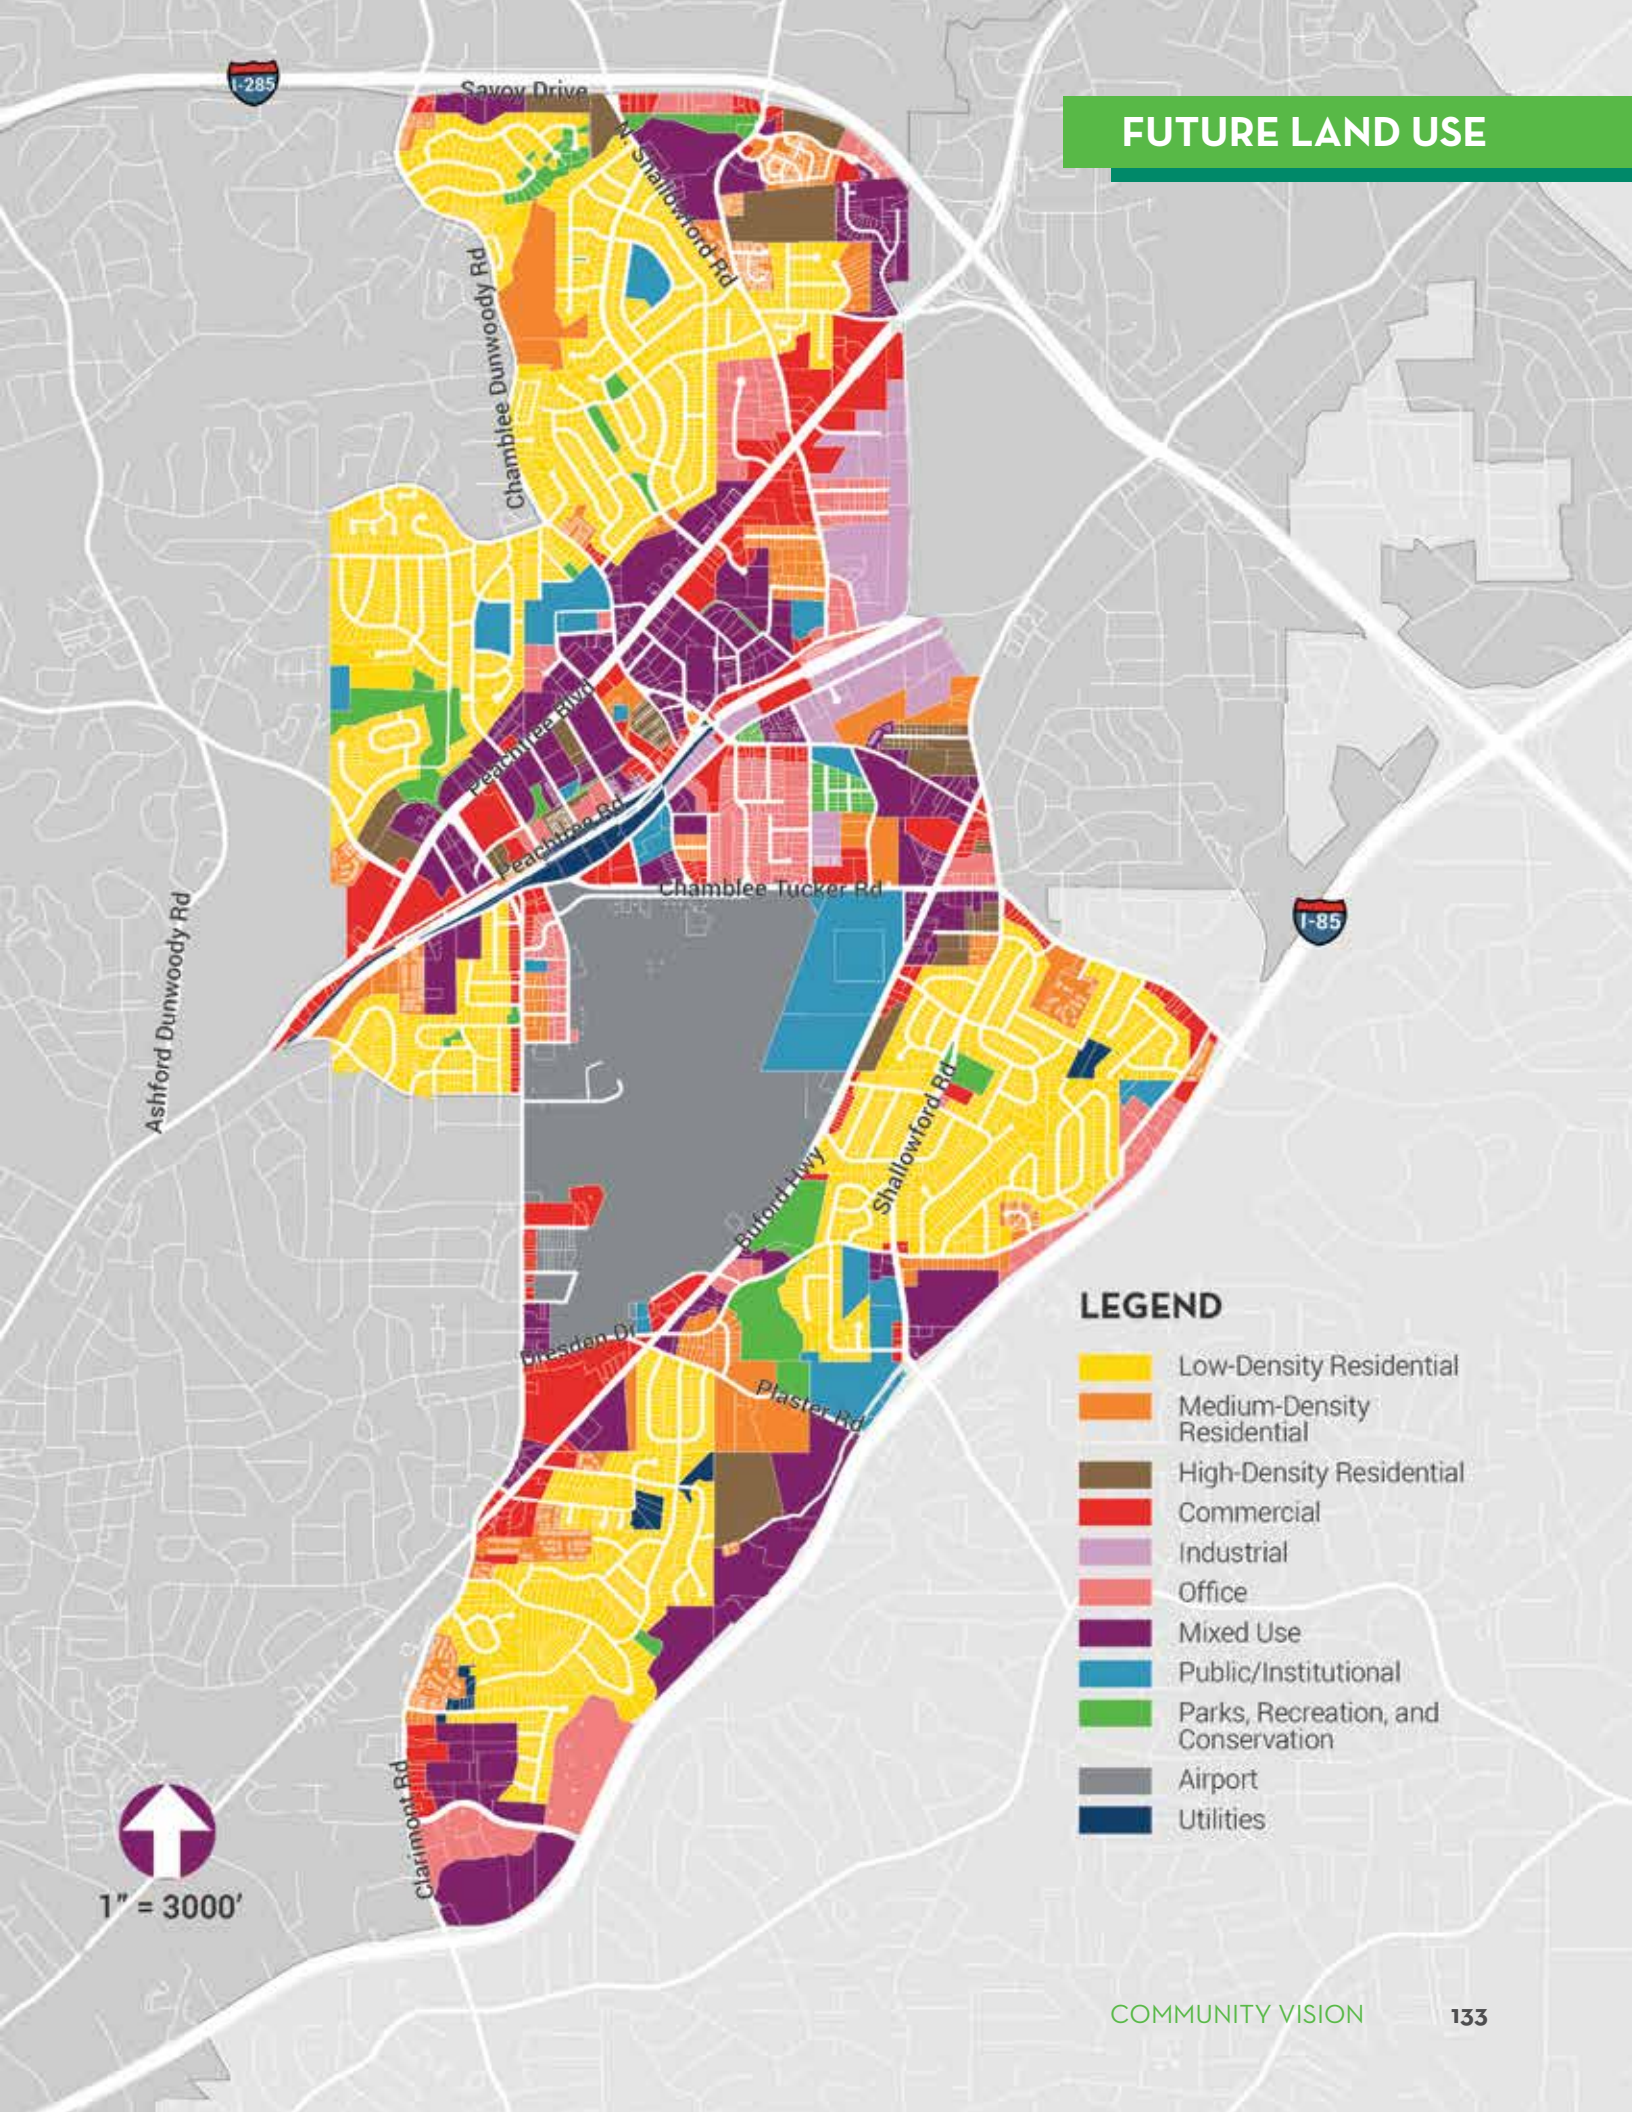 I-285
Savoy Drive
FUTURE LAND USE
N. Shallowford Rd
Chamblee Dunwoody Rd
Peachtree Blvd
Peachtree Rd
Chamblee Tucker Rd
I-85
Ashford Dunwoody Rd
Shallowford Rd
Buford Hwy
Dresden Dr
Plaster Rd
Clarimont Rd
LEGEND
Low-Density Residential
Medium-Density
Residential
High-Density Residential
Commercial
Industrial
Office
Mixed Use
Public/Institutional
Parks, Recreation, and
Conservation
Airport
Utilities
1” = 3000’
COMMUNITY VISION 133